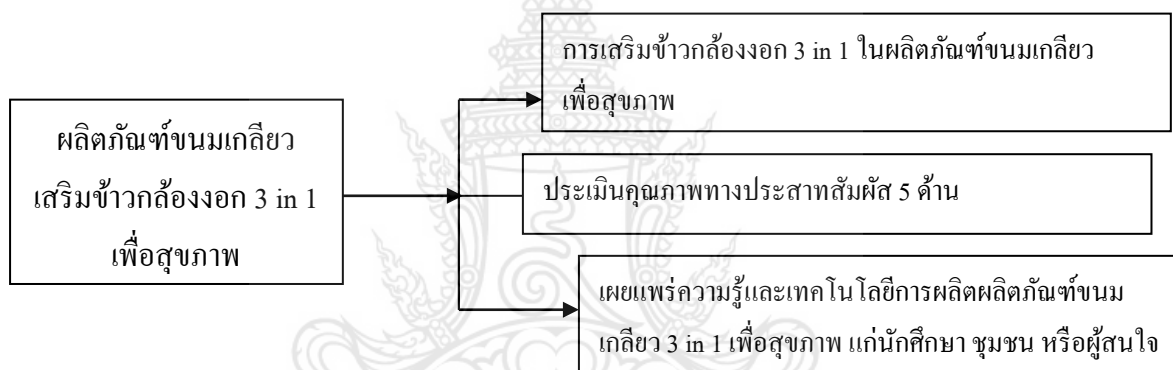 การเสริมข้าวกล้องงอก 3 in 1 ในผลิตภัณฑ์ขนมเกลียว
เพื่อสุขภาพ
ผลิตภัณฑ์ขนมเกลียว
เสริมข้าวกล้องงอก 3 in 1
เพื่อสุขภาพ
ประเมินคุณภาพทางประสาทสัมผัส 5 ด้าน
เผยแพร่ความรู้และเทคโนโลยีการผลิตผลิตภัณฑ์ขนม
เกลียว 3 in 1 เพื่อสุขภาพ แก่นักศึกษา ชุมชน หรือผู้สนใจ